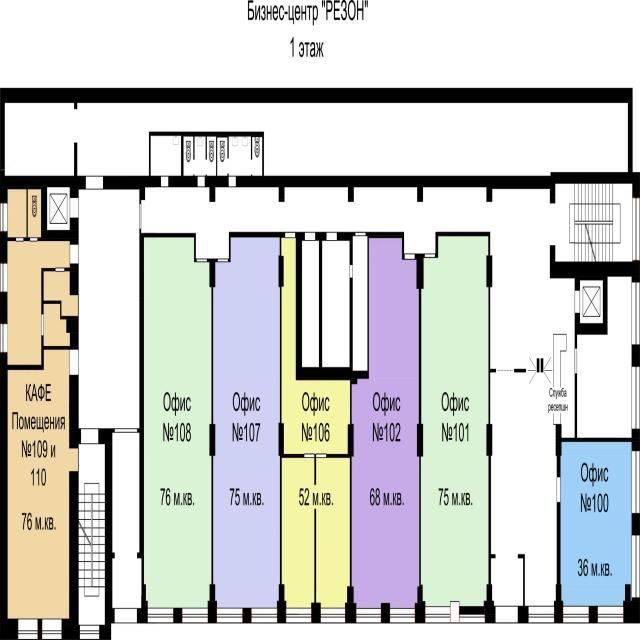 Бизнес-центр "РЕЗОН"
1 этаж
КАФЕ
Помещения
№109 и
110
76 м.кв.
Офис
№108
76 м.кв.
Офис
№107
75 м.кв.
Офис
№106
52 м.кв.
Офис
№102
68 м.кв.
Офис
№101
75 м.кв.
Служба
ресепшн
Офис
№100
36 м.кв.